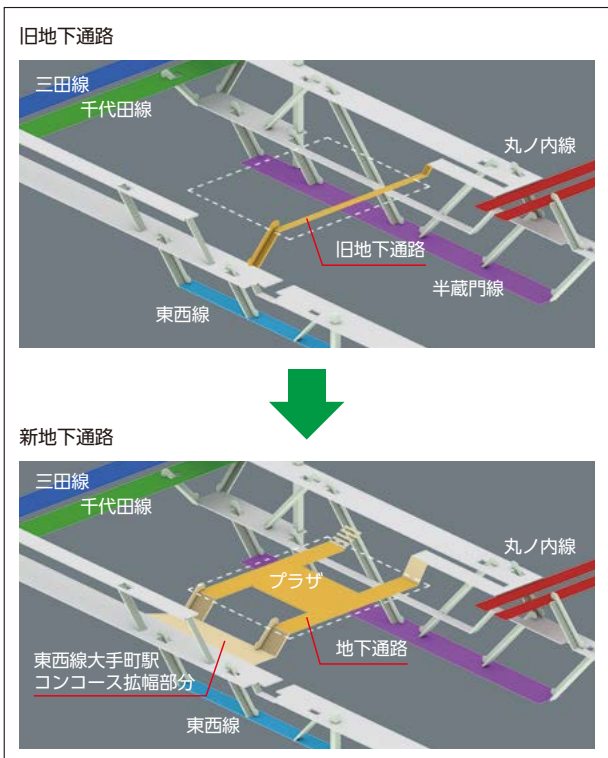 旧地下通路
三田線
千代田線
丸ノ内線
旧地下通路
半蔵門線
東西線
新地下通路
三田線
千代田線
丸ノ内線
プラザ
地下通路
東西線大手町駅
コンコース拡幅部分
東西線